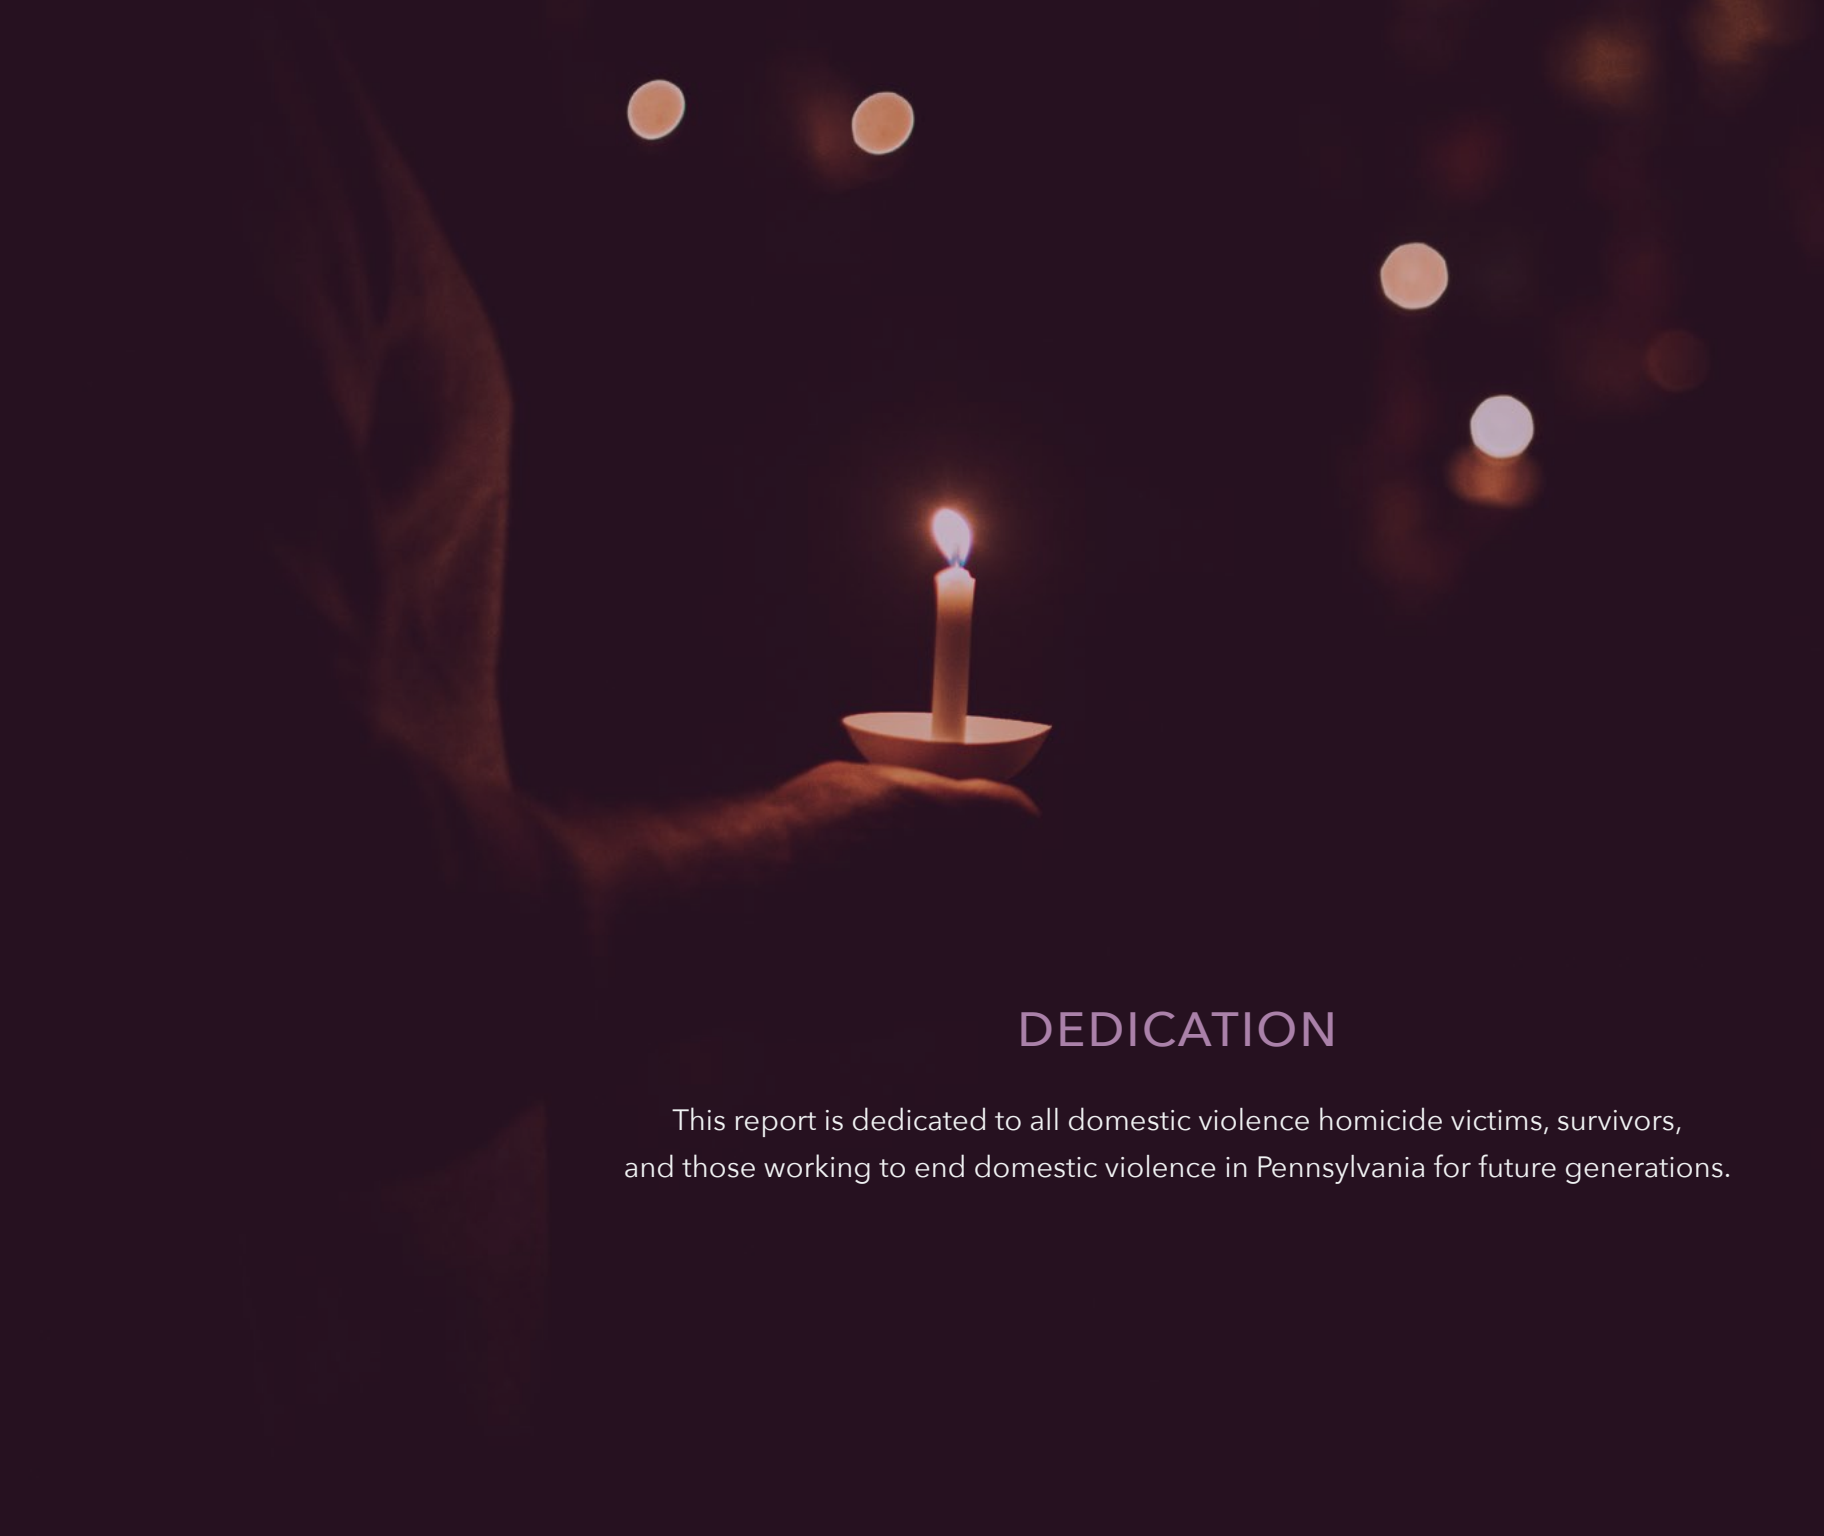 DEDICATION
This report is dedicated to all domestic violence homicide victims, survivors,
and those working to end domestic violence in Pennsylvania for future generations.